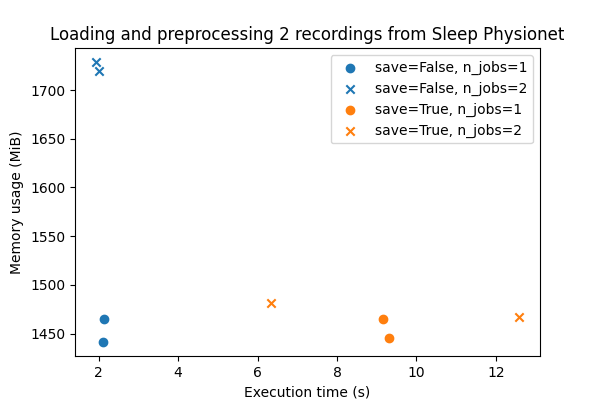 Loading and preprocessing 2 recordings from Sleep Physionet
save=False, n_jobs=1
save=False, n_jobs=2
save=True, n_jobs=1
save=True, n_jobs=2
Memory usage (MiB)
1700
1650
1600
1550
1500
1450
2 4 6 8 10 12
Execution time (s)